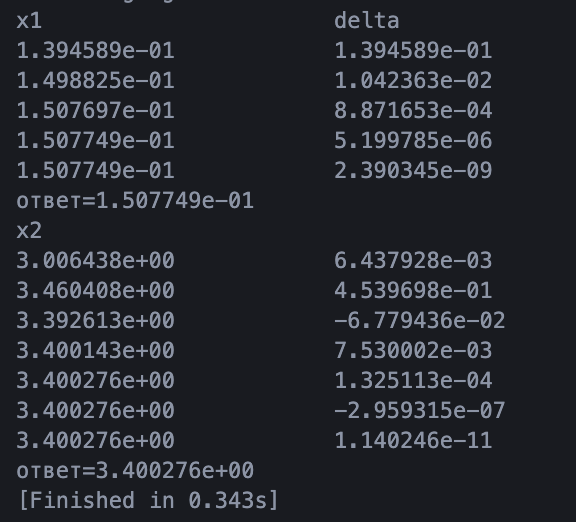 x1 delta
1.394589e-01 1.394589e-01
1.498825e-01 1.042363e-02
1.507697e-01 8.871653e-04
1.507749e-01 5.199785e-06
1.507749e-01 2.390345e-09
ответ=1.507749e-01
x2
3.006438e+00 6.437928e-03
3.460408e+00 4.539698e-01
3.392613e+00 -6.779436e-02
3.400143e+00 7.530002e-03
3.400276e+00 1.325113e-04
3.400276e+00 -2.959315e-07
3.400276e+00 1.140246e-11
ответ=3.400276e+00
[Finished in 0.343s]